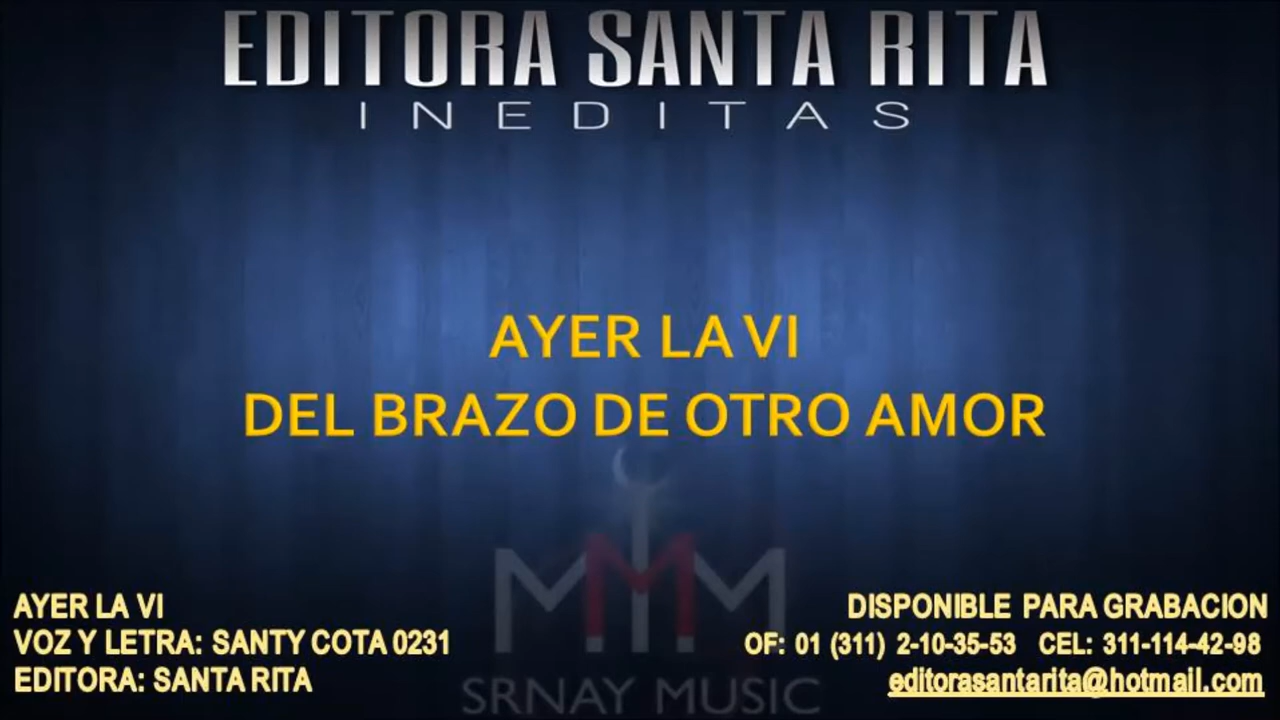 EDITORA SANTA RITA
INEDITAS
AYER LA VI
DEL BRAZO DE OTRO AMOR
MYMM
SRNAY MUSIC
AYER LA VI
VOZ Y LETRA: SANTY COTA 0231
EDITORA: SANTA RITA
DISPONIBLE PARA GRABACION
OF: 01 (311) 2-10-35-53 CEL: 311-114-42-98
editorasantarita@hotmail.com